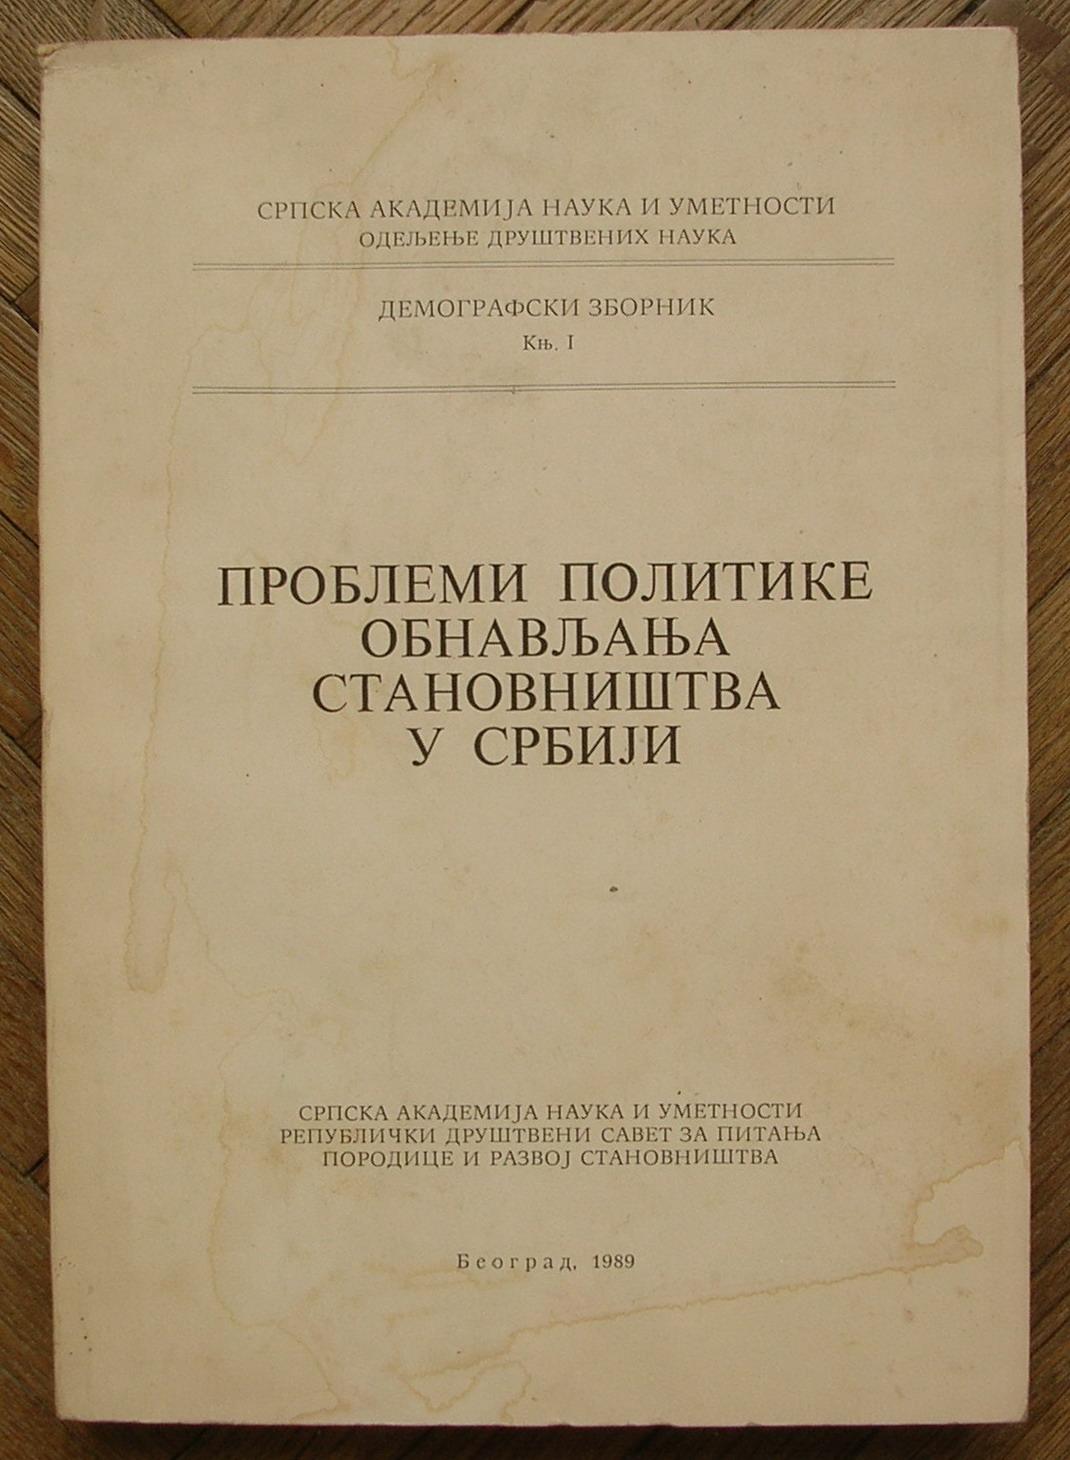 СРПСКА АКАДЕМИЈА НАУКА И УМЕТНОСТИ
ОДЕЉЕЊЕ ДРУШТВЕНИХ НАУКА
ДЕМОГРАФСКИ ЗБОРНИК
Књ. I
ПРОБЛЕМИ ПОЛИТИКЕ
ОБНАВЉАЊА
СТАНОВНИШТВА
У СРБИЈИ
СРПСКА АКАДЕМИЈА НАУКА И УМЕТНОСТИ
РЕПУБЛИЧКИ ДРУШТВЕНИ САВЕТ ЗА ПИТАЊА
ПОРОДИЦЕ И РАЗВОЈ СТАНОВНИШТВА
Београд, 1989